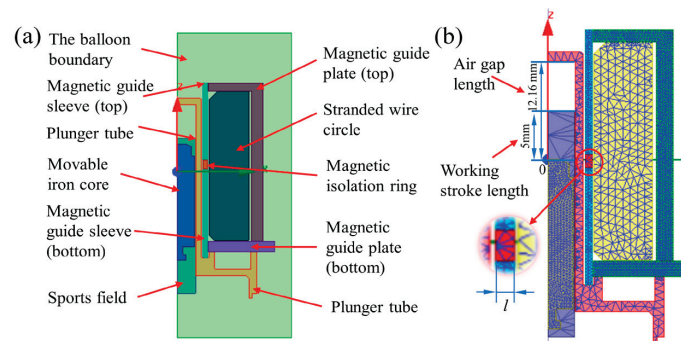 (a)
The balloon
boundary
Magnetic guide
sleeve (top)
Plunger tube
Movable
iron core
Magnetic
guide sleeve
(bottom)
Sports field
Magnetic guide
plate (top)
Stranded wire
circle
Magnetic
isolation ring
Magnetic
guide plate
(bottom)
Plunger tube
(b)
z
Air gap
length
12.16 mm
5mm
Working
stroke length
0
l